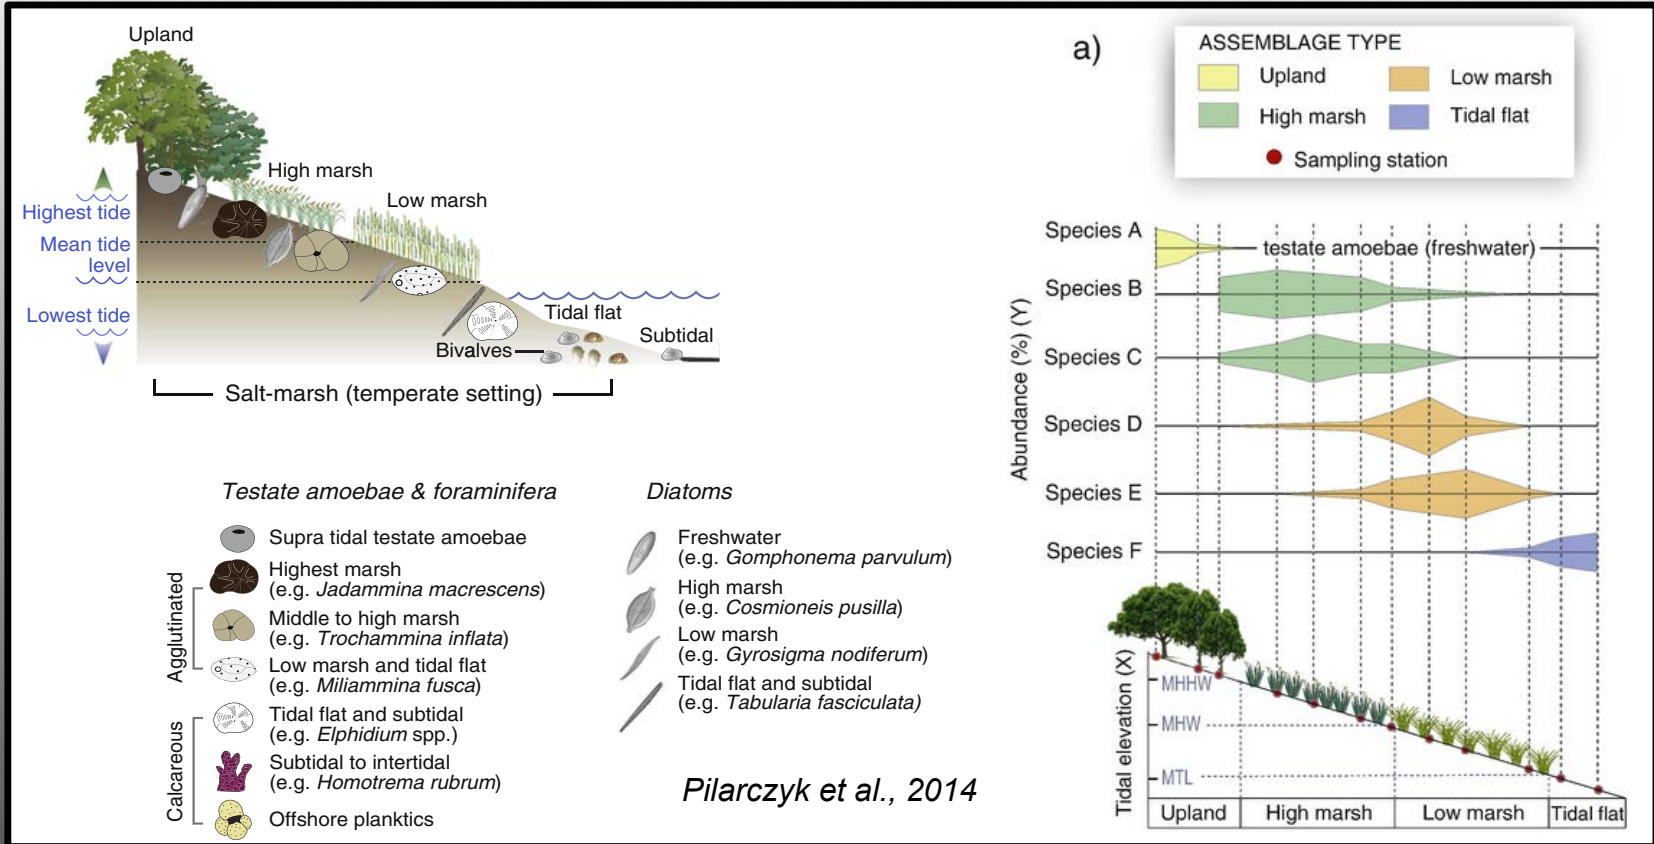 Upland
High marsh
Low marsh
Highest tide
Mean tide
level
Lowest tide
Tidal flat
Subtidal
Bivalves
Salt-marsh (temperate setting)
Testate amoebae & foraminifera
Supra tidal testate amoebae
Highest marsh
(e.g. Jadammina macrescens)
Middle to high marsh
(e.g. Trochammina inflata)
Low marsh and tidal flat
(e.g. Miliammina fusca)
Tidal flat and subtidal
(e.g. Elphidium spp.)
Subtidal to intertidal
(e.g. Homotrema rubrum)
Offshore planktics
Agglutinated
Calcareous
Diatoms
Freshwater
(e.g. Gomphonema parvulum)
High marsh
(e.g. Cosmioneis pusilla)
Low marsh
(e.g. Gyrosigma nodiferum)
Tidal flat and subtidal
(e.g. Tabularia fasciculata)
Pilarczyk et al., 2014
a)
ASSEMBLAGE TYPE
Upland
Low marsh
High marsh
Tidal flat
Sampling station
Abundance (%) (Y)
Species A
testate amoebae (freshwater)
Species B
Species C
Species D
Species E
Species F
Tidal elevation (X)
MHHW
MHW
MTL
Upland
High marsh
Low marsh
Tidal flat